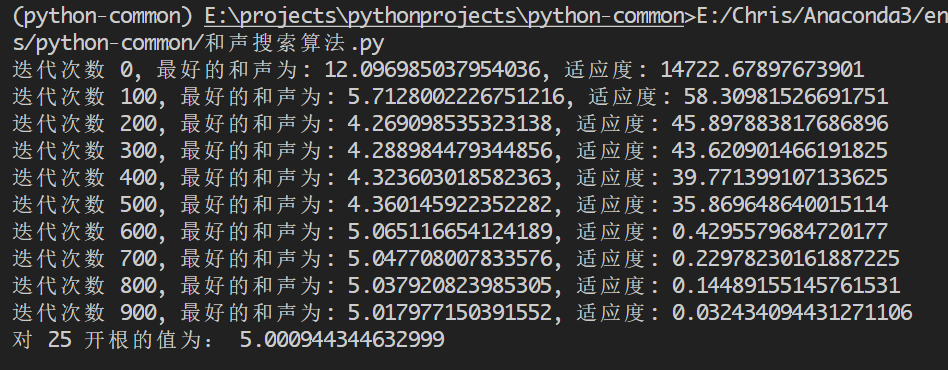 (python-common) E:\projects\pythonprojects\python-common>E:/Chris/Anaconda3/en
s/python-common/和声搜索算法.py
迭代次数 0, 最好的和声为: 12.096985037954036, 适应度: 14722.67897673901
迭代次数 100, 最好的和声为: 5.7128002226751216, 适应度: 58.30981526691751
迭代次数 200, 最好的和声为: 4.269098535323138, 适应度: 45.897883817686896
迭代次数 300, 最好的和声为: 4.288984479344856, 适应度: 43.620901466191825
迭代次数 400, 最好的和声为: 4.323603018582363, 适应度: 39.771399107133625
迭代次数 500, 最好的和声为: 4.360145922352282, 适应度: 35.869648640015114
迭代次数 600, 最好的和声为: 5.065116654124189, 适应度: 0.4295579684720177
迭代次数 700, 最好的和声为: 5.047708007833576, 适应度: 0.22978230161887225
迭代次数 800, 最好的和声为: 5.037920823985305, 适应度: 0.14489155145761531
迭代次数 900, 最好的和声为: 5.017977150391552, 适应度: 0.032434094431271106
对 25 开根的值为： 5.000944344632999